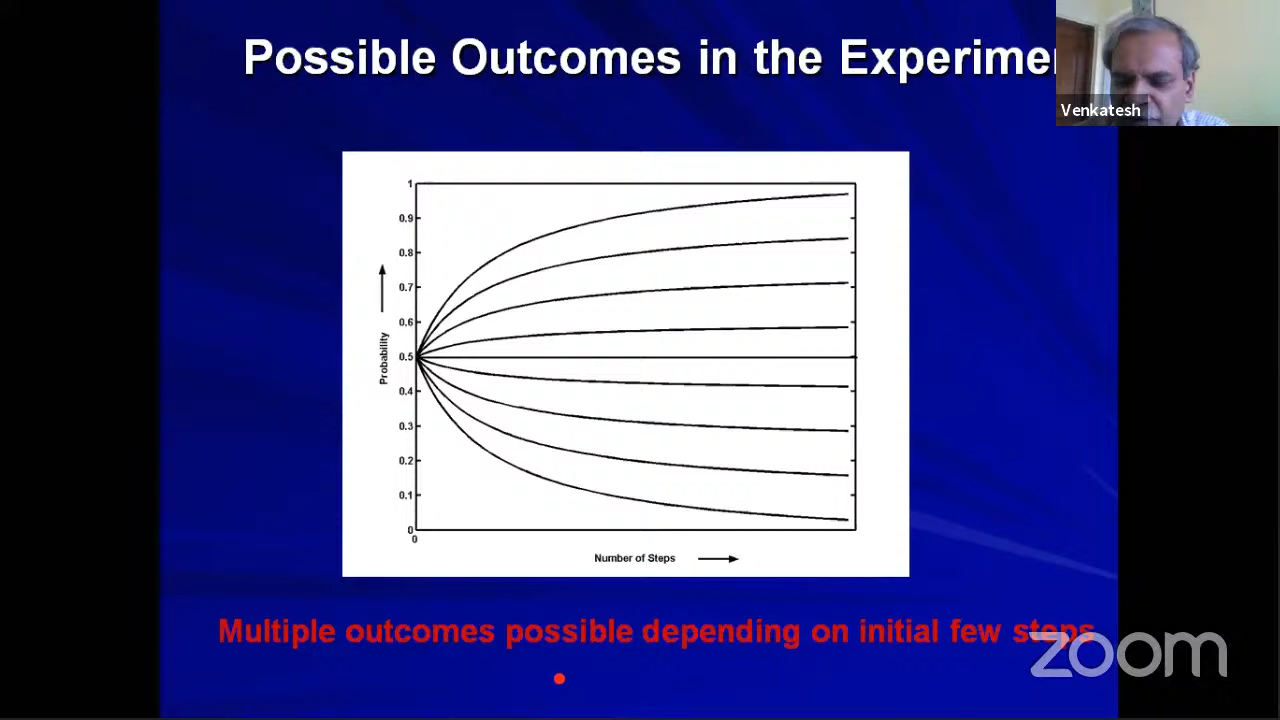 Possible Outcomes in the Experimen
Venkatesh
1
0.9
0.8
0.7
0.6
0.5
0.4
0.3
0.2
0.1
0
0
Probability
Number of Steps
Multiple outcomes possible depending on initial few steps
zoom